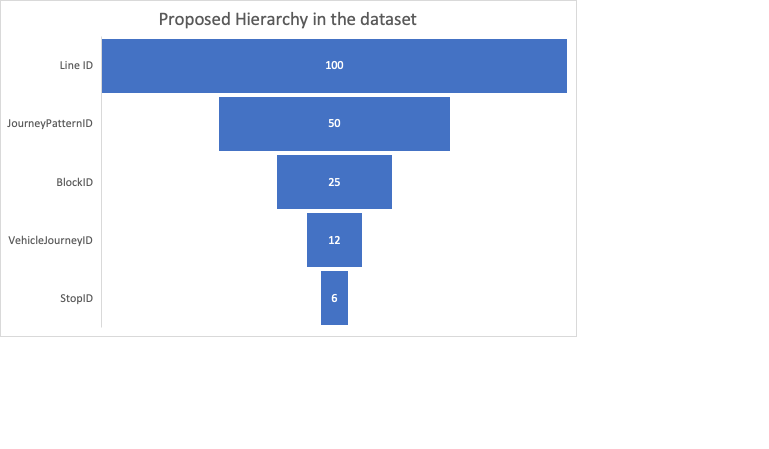 Proposed Hierarchy in the dataset
Line ID
100
JourneyPatternID
50
BlockID
25
VehicleJourneyID
12
StopID
6